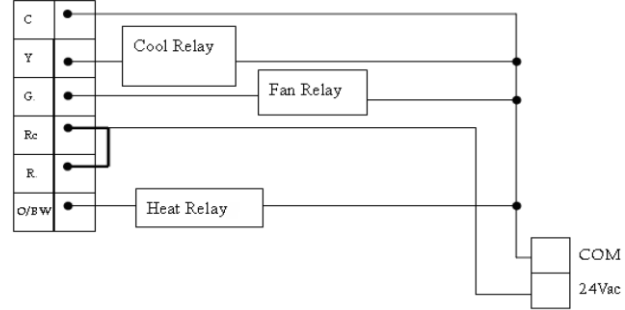 C
Y
Cool Relay
G.
Fan Relay
Rc
R.
O/BW
Heat Relay
COM
24Vac